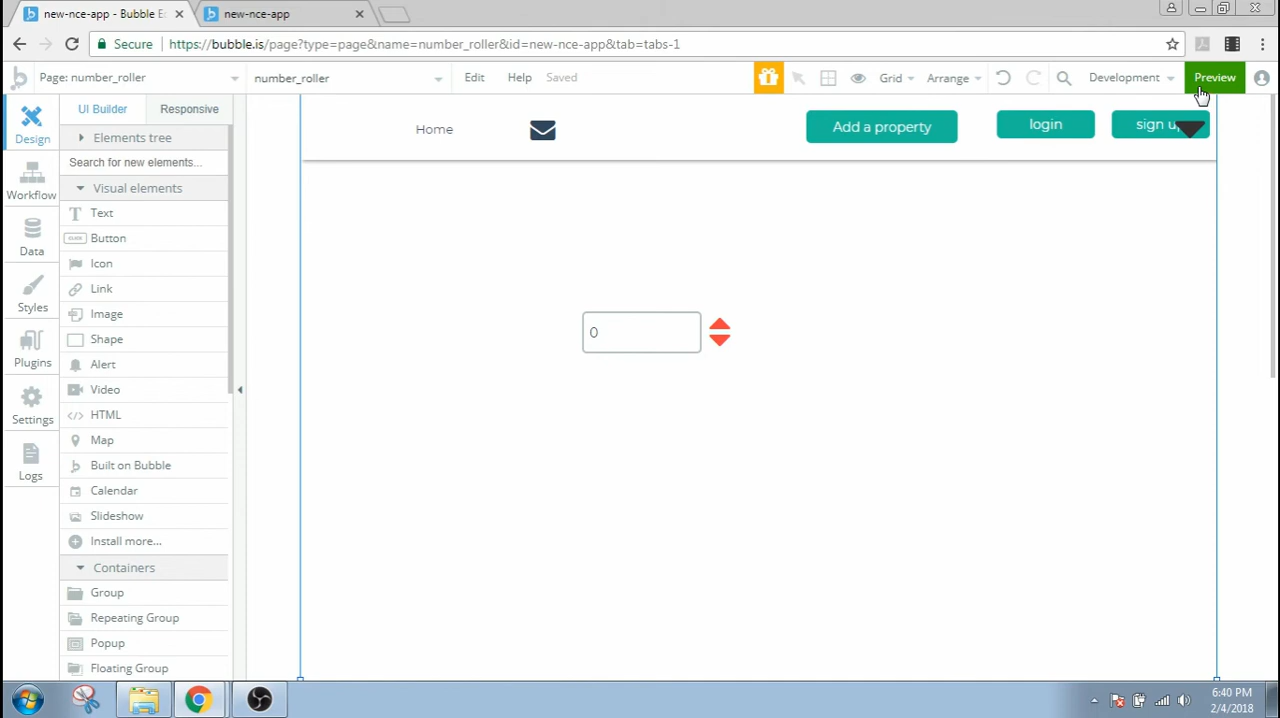 new-nce-app - Bubble E
new-nce-app
Secure
https://bubble.is/page?type=page&name=number_roller&id=new-nce-app&tab=tabs-1
Page: number_roller
number_roller
Edit
Help
Saved
Grid
Arrange
Development
Preview
Design
Workflow
Data
Styles
Plugins
Settings
Logs
UI Builder
Responsive
Elements tree
Search for new elements...
Visual elements
Text
CLICK
Button
Icon
Link
Image
Shape
Alert
Video
HTML
Map
Built on Bubble
Calendar
Slideshow
Install more...
Containers
Group
Repeating Group
Popup
Floating Group
Home
Add a property
login
sign u
0
6:40 PM
2/4/2018